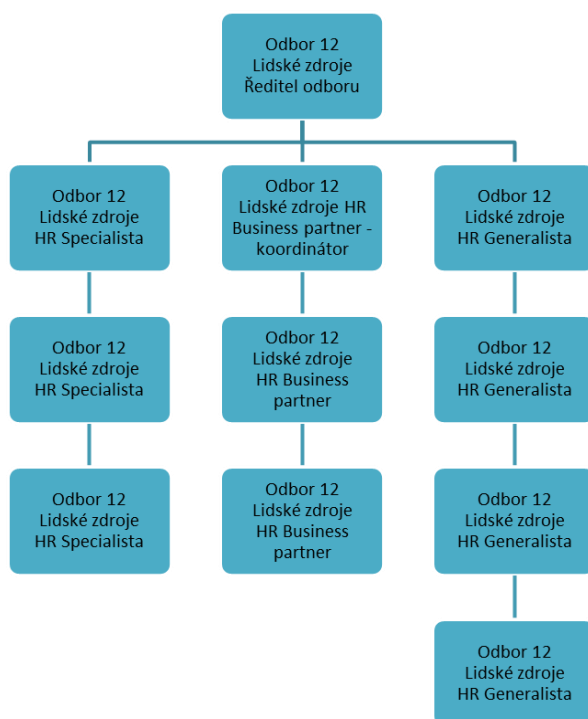 Odbor 12
Lidské zdroje
Ředitel odboru
Odbor 12
Lidské zdroje
HR Specialista
Odbor 12
Lidské zdroje HR
Business partner -
koordinátor
Odbor 12
Lidské zdroje
HR Generalista
Odbor 12
Lidské zdroje
HR Specialista
Odbor 12
Lidské zdroje
HR Business
partner
Odbor 12
Lidské zdroje
HR Generalista
Odbor 12
Lidské zdroje
HR Specialista
Odbor 12
Lidské zdroje
HR Business
partner
Odbor 12
Lidské zdroje
HR Generalista
Odbor 12
Lidské zdroje
HR Generalista